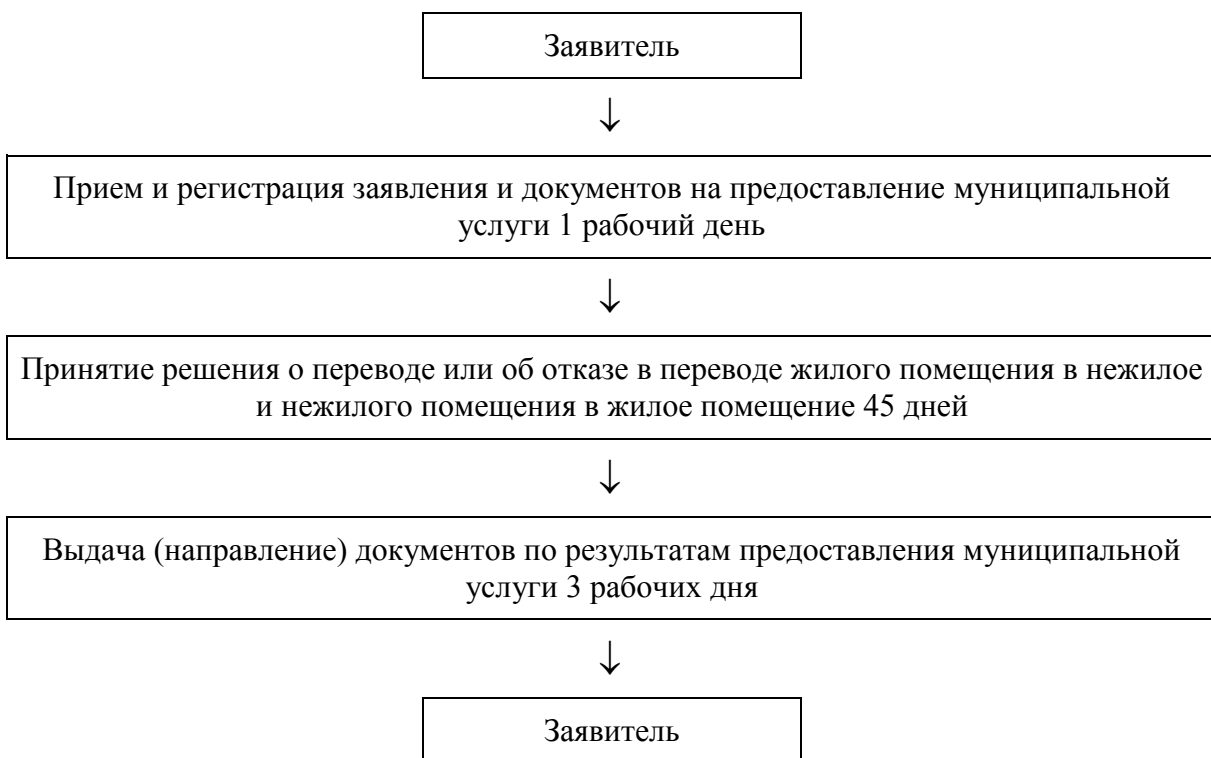 Заявитель
↓
Прием и регистрация заявления и документов на предоставление муниципальной
услуги 1 рабочий день
↓
Принятие решения о переводе или об отказе в переводе жилого помещения в нежилое
и нежилого помещения в жилое помещение 45 дней
↓
Выдача (направление) документов по результатам предоставления муниципальной
услуги 3 рабочих дня
↓
Заявитель